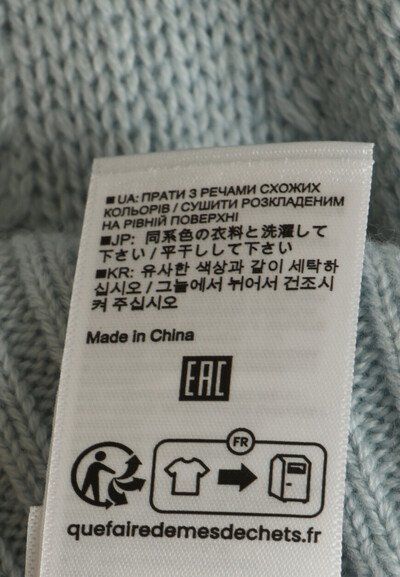 ■ UA: ПРАТИ З РЕЧАМИ СХОЖИХ
КОЛЬОРІВ / СУШИТИ РОЗКЛАДЕНИМ
НА РІВНІЙ ПОВЕРХНІ
■JP: 同系色の衣料と洗濯して
下さい / 平干しして下さい
■KR: 유사한 색상과 같이 세탁하
십시오 / 그늘에서 뉘어서 건조시
켜 주십시오
Made in China
EAC
FR
quefairedemesdechets.fr